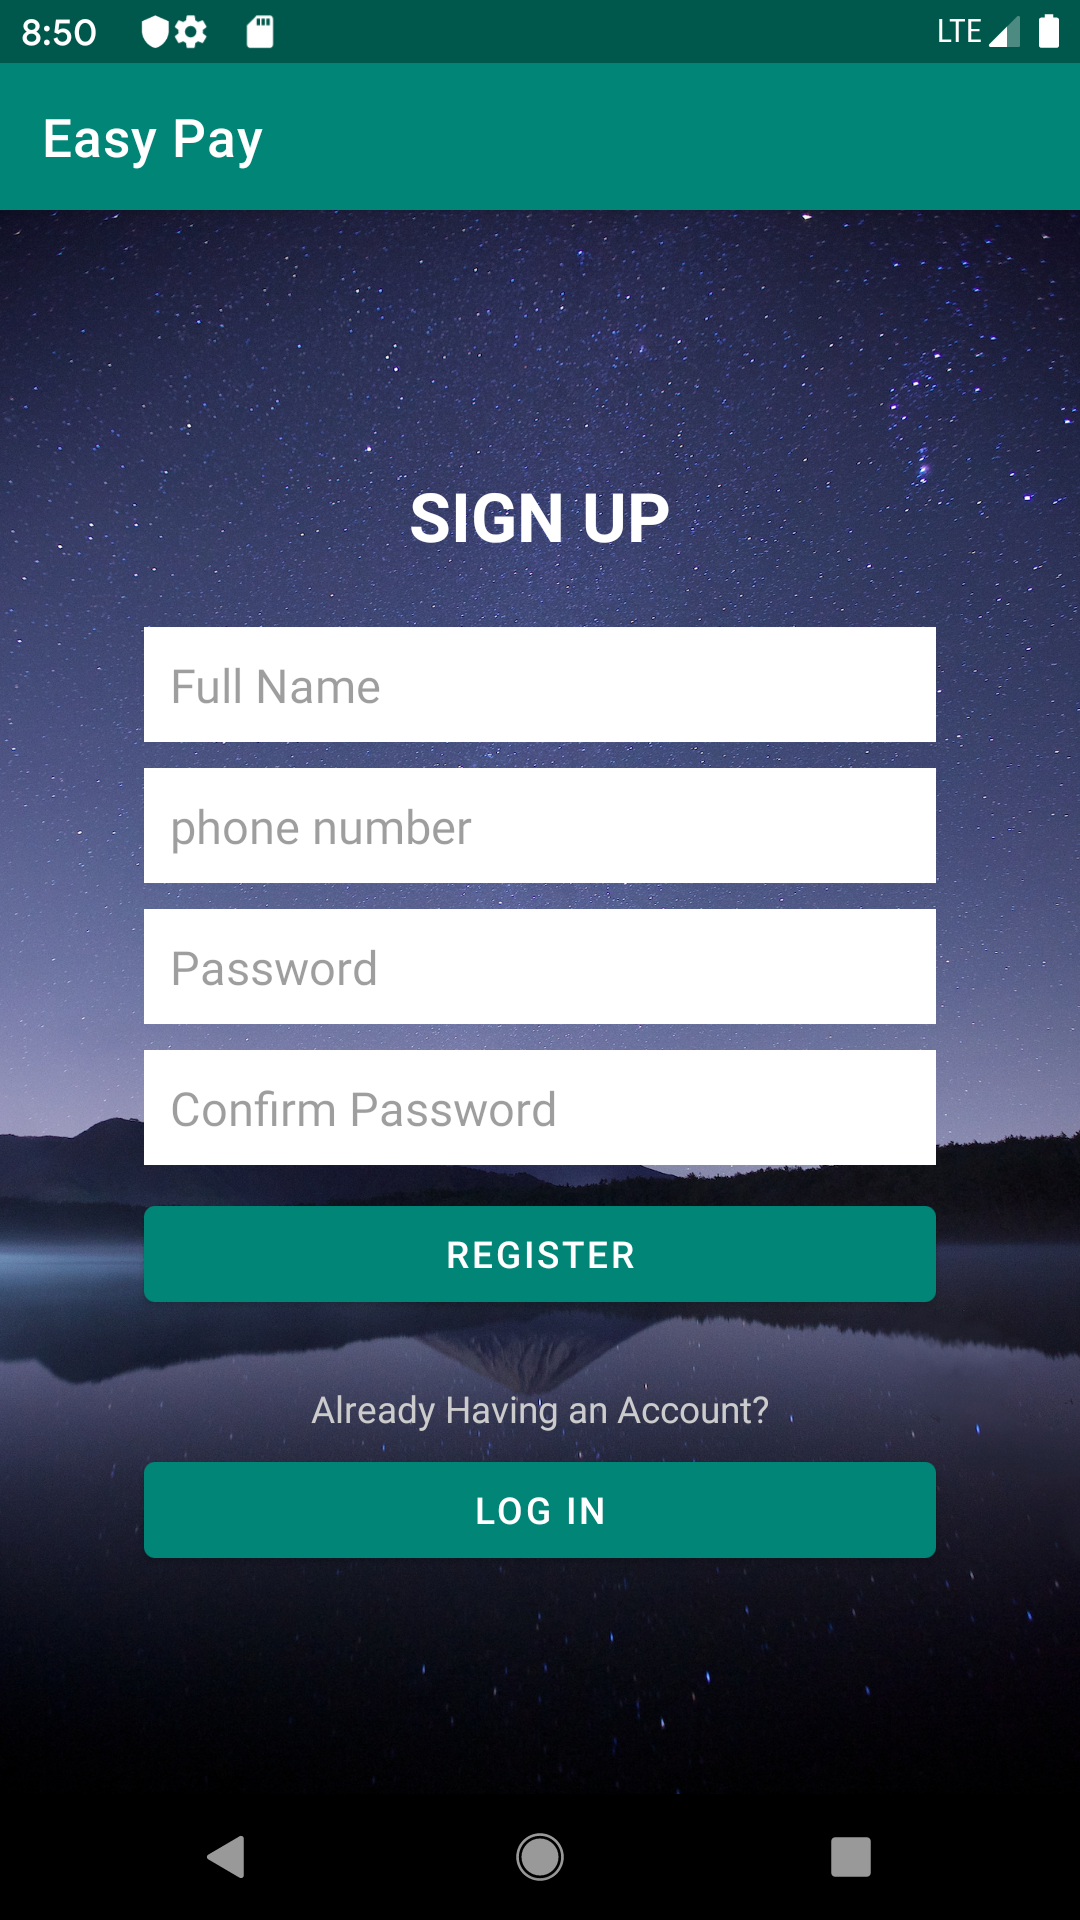 8:50
LTE
Easy Pay
SIGN UP
Full Name
phone number
Password
Confirm Password
REGISTER
Already Having an Account?
LOG IN